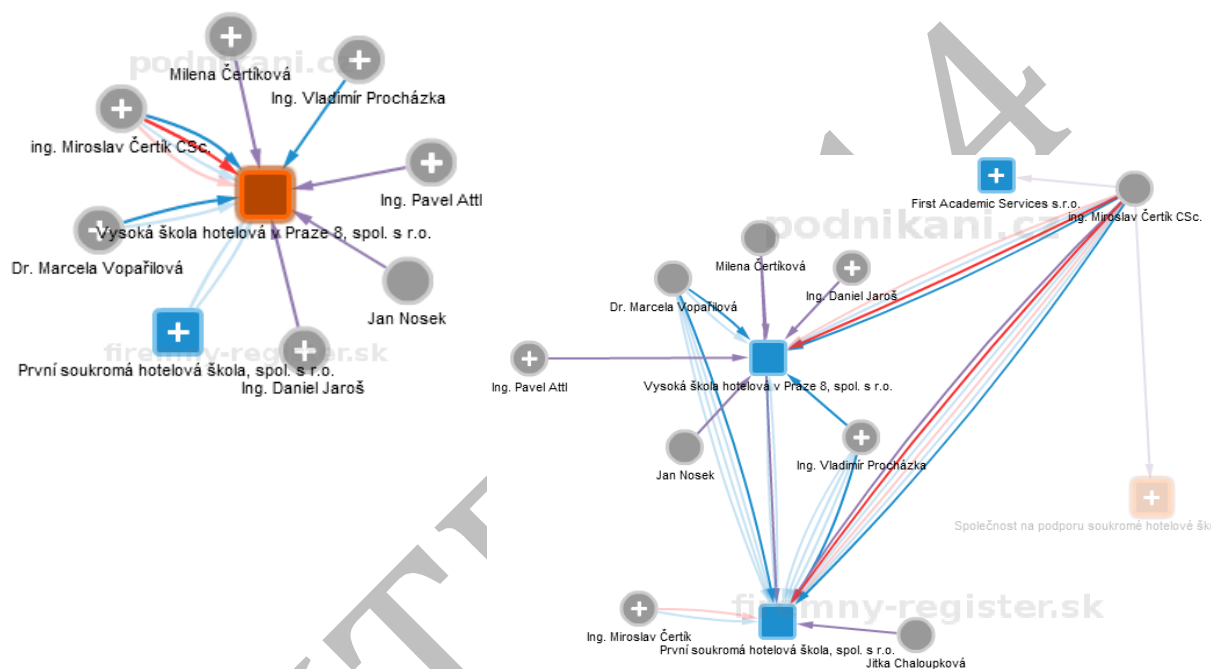 podnikani.c
Milena Čertíková
Ing. Vladimír Procházka
ing. Miroslav Čertík CSc.
Ing. Pavel Attl
Vysoká škola hotelová v Praze 8, spol. s r.o.
Dr. Marcela Vopařilová
Jan Nosek
firemny-register.sk
První soukromá hotelová škola, spol. s r.o.
Ing. Daniel Jaroš
4
First Academic Services s.r.o.
ing. Miroslav Čertík CSc.
podnikani.cz
Milena Čertíková
Ing. Daniel Jaroš
Dr. Marcela Vopařilová
Ing. Pavel Attl
Vysoká škola hotelová v Praze 8, spol. s r.o.
Jan Nosek
Ing. Vladimír Procházka
Společnost na podporu soukromé hotelové šk
firemny-register.sk
Ing. Miroslav Čertík
První soukromá hotelová škola, spol. s r.o.
Jitka Chaloupková